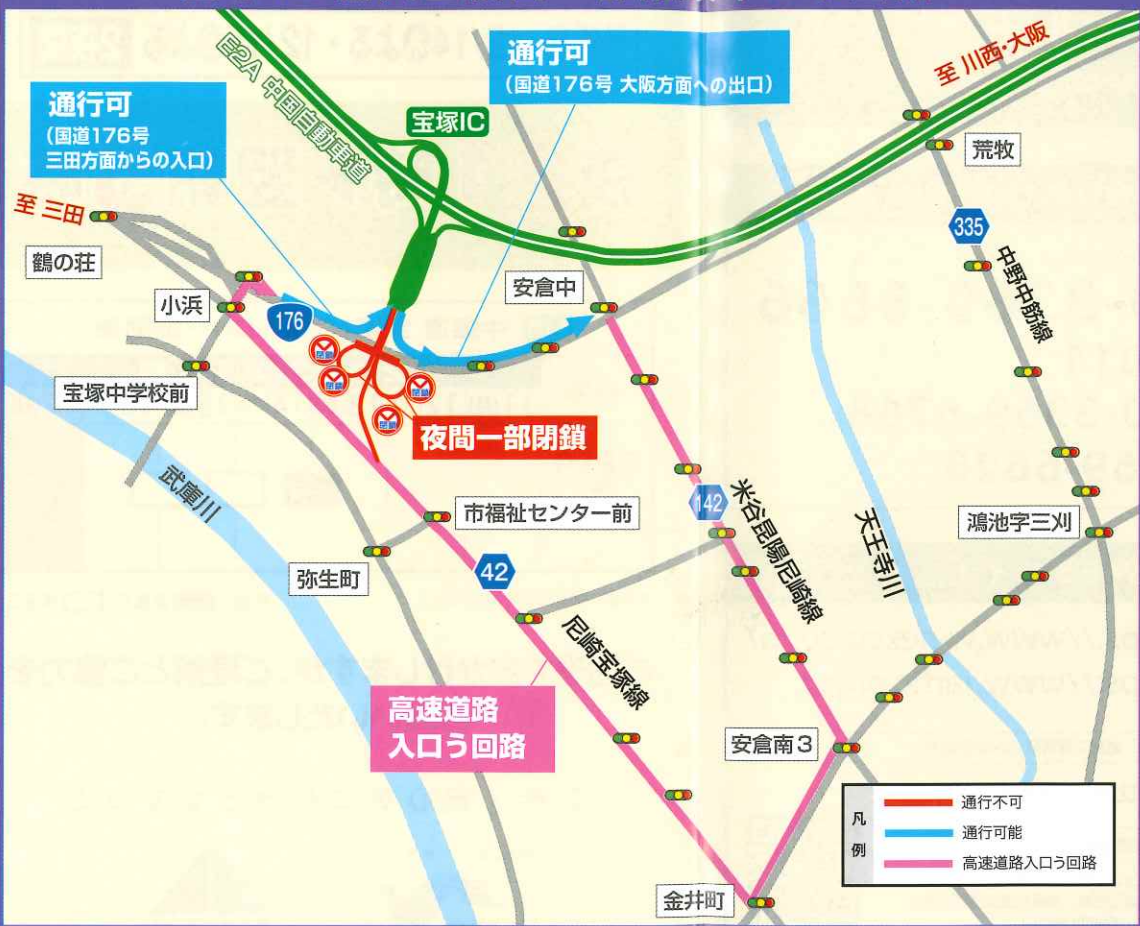 通行可
(国道176号 大阪方面への出口)
至 川西・大阪
E2A 中国自動車道
通行可
(国道176号
三田方面からの入口)
宝塚IC
荒牧
至 三田
335
鶴の荘
中野中筋線
安倉中
小浜
176
閉鎖
閉鎖
閉鎖
閉鎖
宝塚中学校前
夜間一部閉鎖
武庫川
142
米谷昆陽尼崎線
天王寺川
市福祉センター前
鴻池字三刈
弥生町
42
尼崎宝塚線
高速道路
入口う回路
安倉南3
凡例
通行不可
通行可能
高速道路入口う回路
金井町